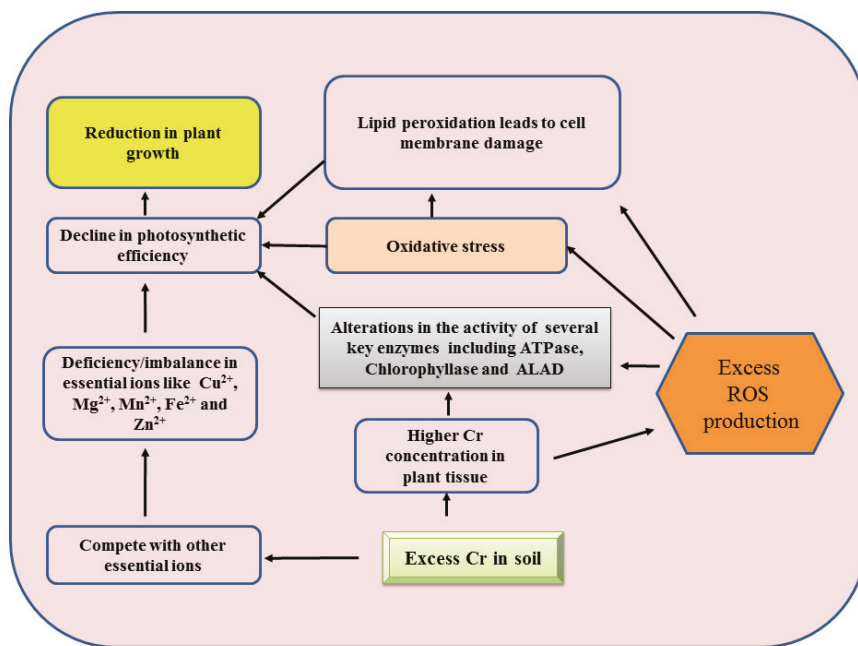 Reduction in plant
growth
Lipid peroxidation leads to cell
membrane damage
Decline in photosynthetic
efficiency
Oxidative stress
Alterations in the activity of several
key enzymes including ATPase,
Chlorophyllase and ALAD
Deficiency/imbalance in
essential ions like Cu²⁺,
Mg²⁺, Mn²⁺, Fe²⁺ and
Zn²⁺
Excess
ROS
production
Higher Cr
concentration in
plant tissue
Compete with other
essential ions
Excess Cr in soil